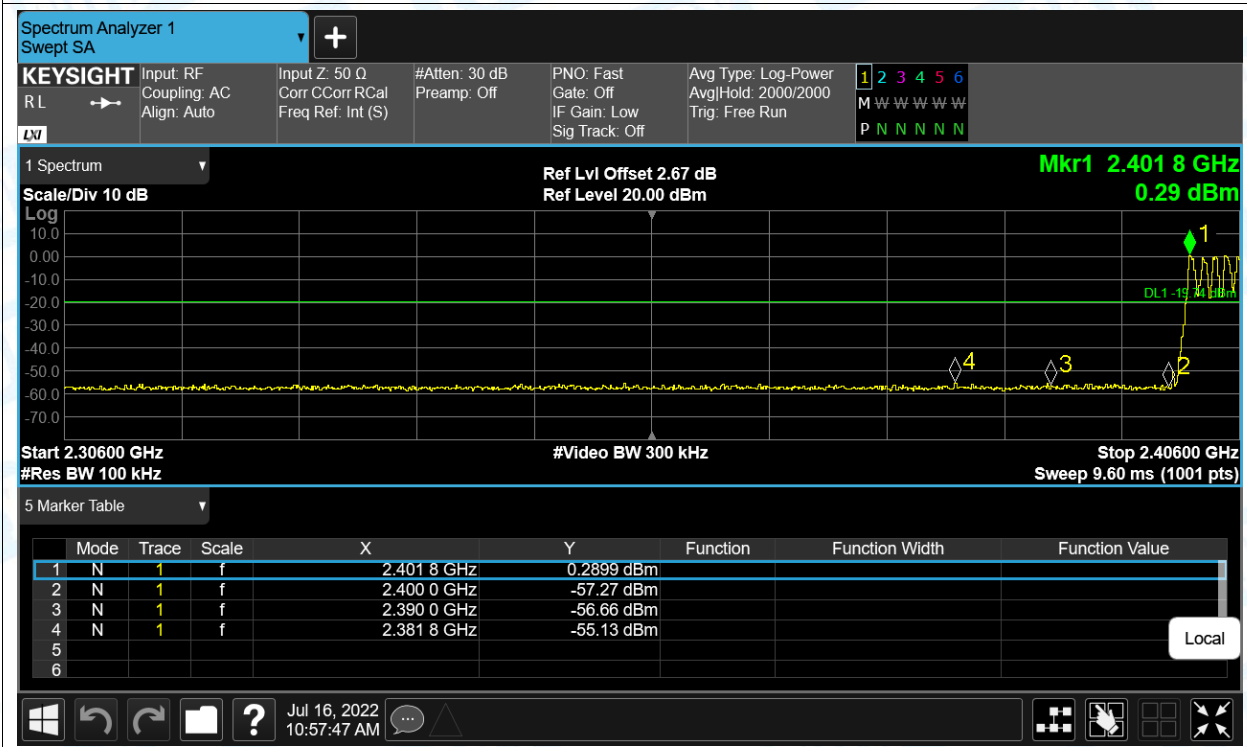 Spectrum Analyzer 1
Swept SA
KEYSIGHT Input: RF Input Z: 50 Ω #Atten: 30 dB PNO: Fast Avg Type: Log-Power 1 2 3 4 5 6
R L Coupling: AC Corr CCorr RCal Preamp: Off Gate: Off Avg|Hold: 2000/2000 M W W W W W W
Align: Auto Freq Ref: Int (S) IF Gain: Low Trig: Free Run
LXI Sig Track: Off P N N N N N
1 Spectrum Ref Lvl Offset 2.67 dB Mkr1 2.401 8 GHz
Scale/Div 10 dB Ref Level 20.00 dBm 0.29 dBm
Log
10.0 1
0.00
-10.0
DL1 -19.74 dBm
-20.0
-30.0
-40.0
4 3 2
-50.0
-60.0
-70.0
Start 2.30600 GHz #Video BW 300 kHz Stop 2.40600 GHz
#Res BW 100 kHz Sweep 9.60 ms (1001 pts)
5 Marker Table
Mode Trace Scale X Y Function Function Width Function Value
1 N 1 f 2.401 8 GHz 0.2899 dBm
2 N 1 f 2.400 0 GHz -57.27 dBm
3 N 1 f 2.390 0 GHz -56.66 dBm
4 N 1 f 2.381 8 GHz -55.13 dBm
5
6
Local
? Jul 16, 2022
10:57:47 AM